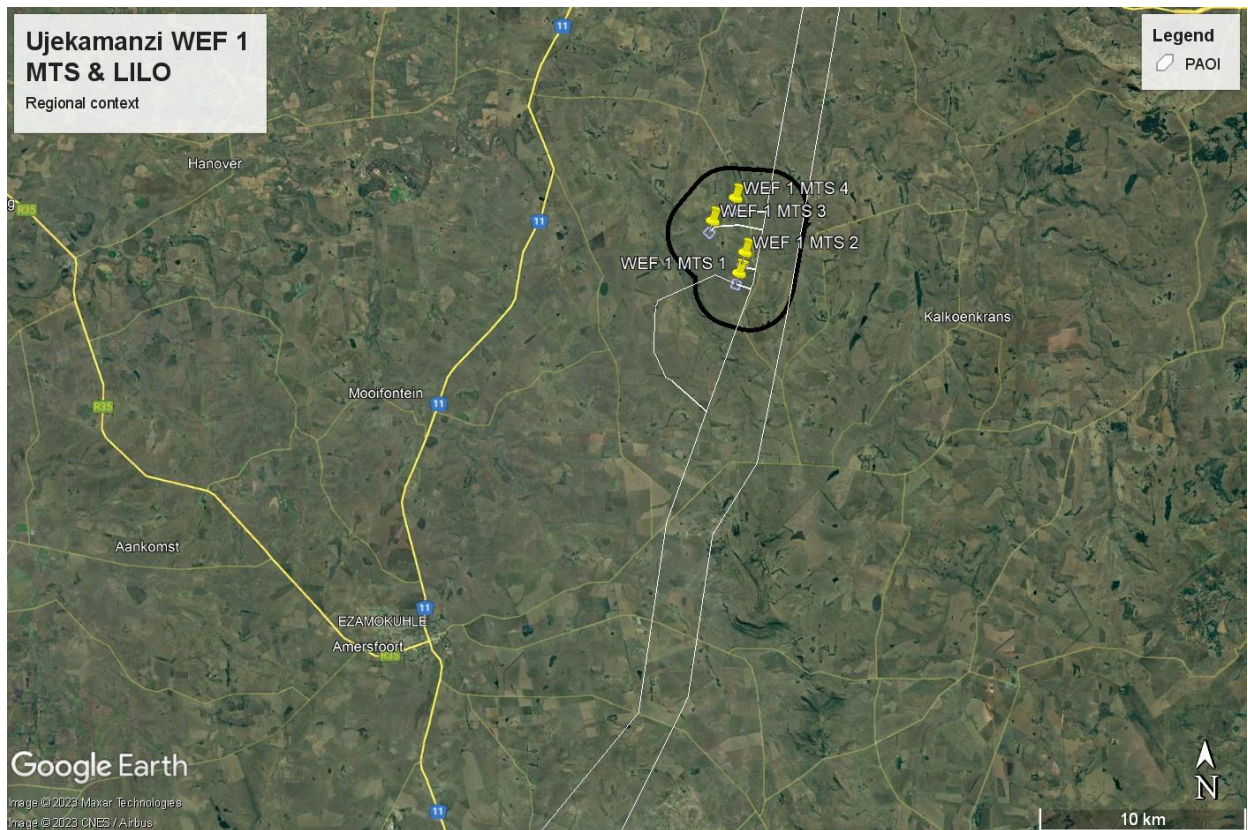 Ujekamanzi WEF 1
MTS & LILO
Regional context
Legend
PAOI
11
Hanover
WEF 1 MTS 4
g
R35
11
WEF 1 MTS 3
WEF 1 MTS 2
WEF 1 MTS 1
Kalkoenkrans
Mooifontein
11
R35
Aankomst
11
EZAMOKUHLE
Amersfoort
R35
Google Earth
N
Image © 2023 Maxar Technologies
Image © 2023 CNES / Airbus
11
10 km